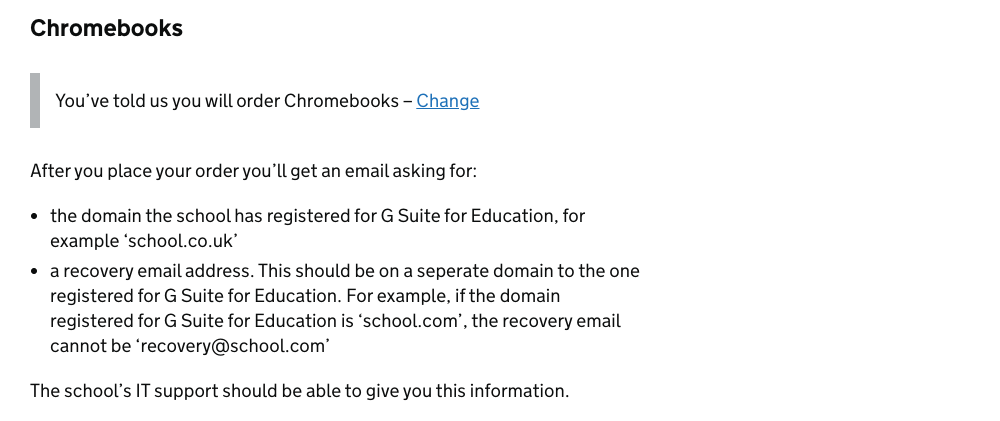 Chromebooks
You’ve told us you will order Chromebooks – Change
After you place your order you’ll get an email asking for:
• the domain the school has registered for G Suite for Education, for
example ‘school.co.uk’
• a recovery email address. This should be on a seperate domain to the one
registered for G Suite for Education. For example, if the domain
registered for G Suite for Education is ‘school.com’, the recovery email
cannot be ‘recovery@school.com’
The school’s IT support should be able to give you this information.